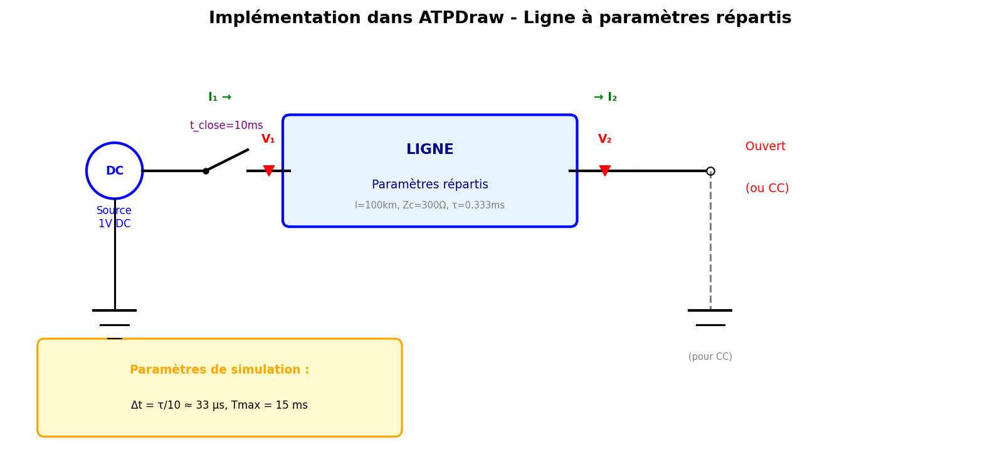 Implémentation dans ATPDraw - Ligne à paramètres répartis
I₁ →
→ I₂
t_close=10ms
V₁
V₂
LIGNE
Ouvert
DC
Paramètres répartis
(ou CC)
l=100km, Zc=300Ω, τ=0.333ms
Source
1V DC
(pour CC)
Paramètres de simulation :
Δt = τ/10 ≈ 33 μs, Tmax = 15 ms